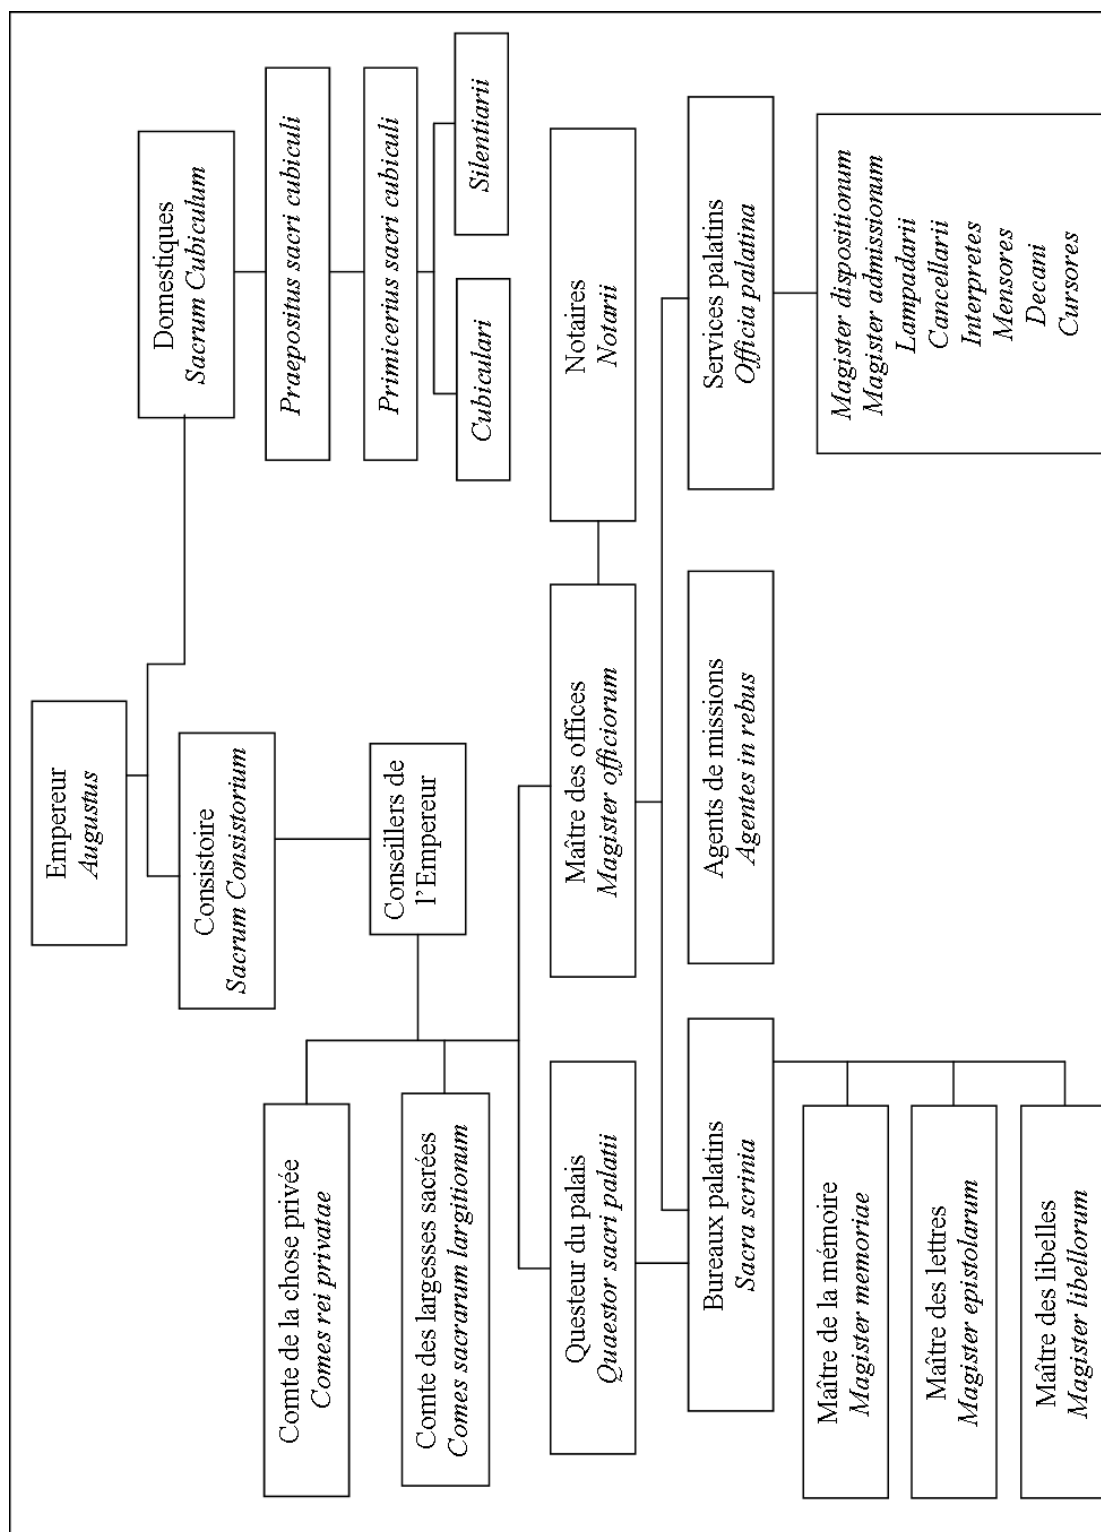 Empereur
Augustus
Consistoire
Sacrum Consistorium
Conseillers de
l'Empereur
Domestiques
Sacrum Cubiculum
Praepositus sacri cubiculi
Primicerius sacri cubiculi
Cubiculari
Silentiarii
Comte de la chose privée
Comes rei privatae
Comte des largesses sacrées
Comes sacrarum largitionum
Questeur du palais
Quaestor sacri palatii
Maître des offices
Magister officiorum
Notaires
Notarii
Bureaux palatins
Sacra scrinia
Agents de missions
Agentes in rebus
Services palatins
Officia palatina
Maître de la mémoire
Magister memoriae
Maître des lettres
Magister epistolarum
Maître des libelles
Magister libellorum
Magister dispositionum
Magister admissionum
Lampadarii
Cancellarii
Interpretes
Mensores
Decani
Cursores